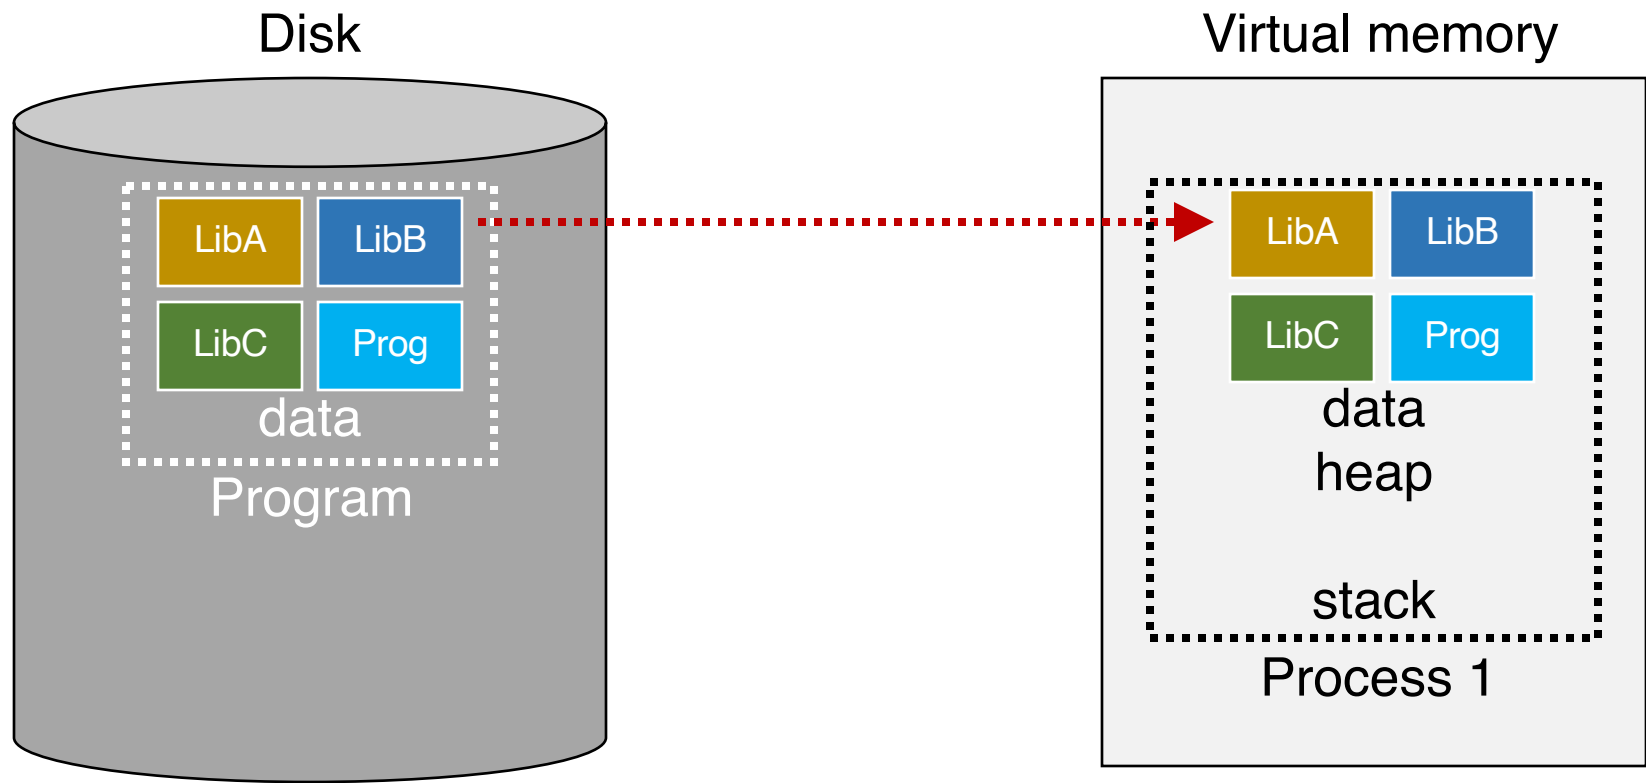 Disk
LibA LibB
LibC Prog
data
Program
Virtual memory
LibA LibB
LibC Prog
data
heap
stack
Process 1